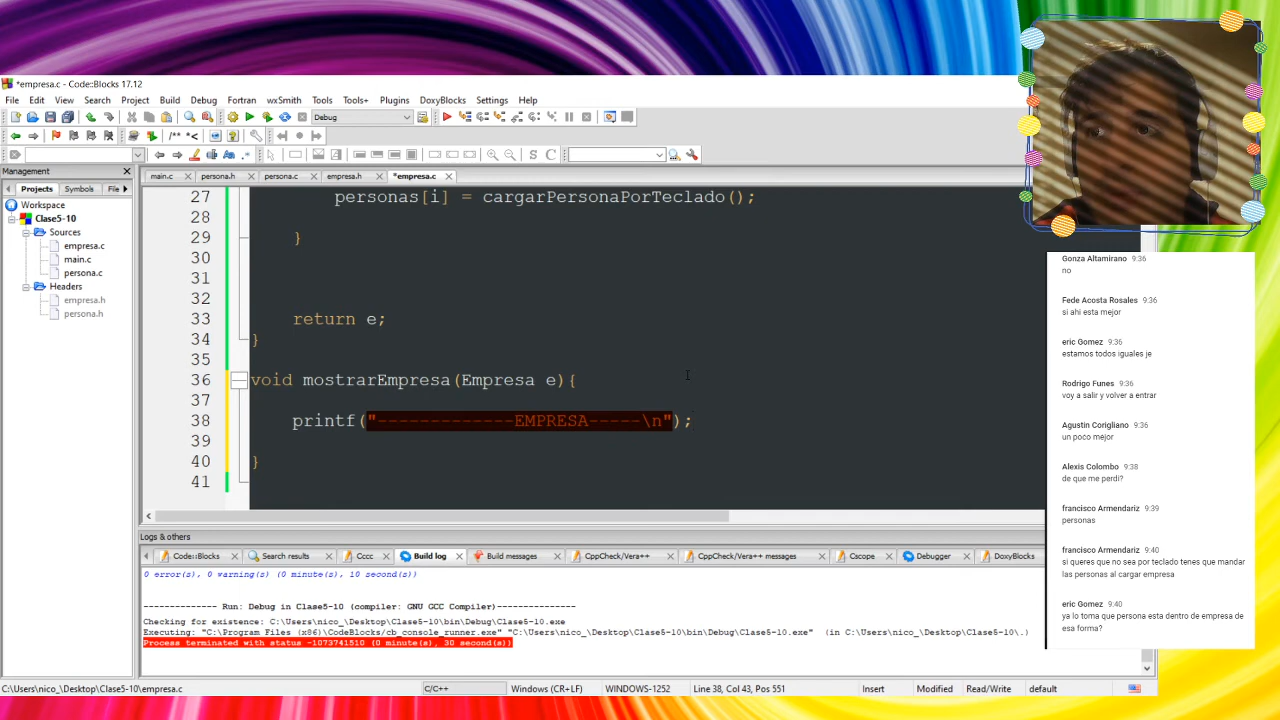 *empresa.c - Code::Blocks 17.12
File Edit View Search Project Build Debug Fortran wxSmith Tools Tools+ Plugins DoxyBlocks Settings Help
Debug
Management
Projects Symbols File
Workspace
Clase5-10
Sources
empresa.c
main.c
persona.c
Headers
empresa.h
persona.h
main.c persona.h persona.c empresa.h *empresa.c
27 personas[i] = cargarPersonaPorTeclado();
28
29 }
30
31
32
33 return e;
34 }
35
36 void mostrarEmpresa(Empresa e){
37
38 printf("-------------EMPRESA-----\n");
39
40 }
41
Logs & others
Code::Blocks Search results Cccc Build log Build messages CppCheck/Vera++ CppCheck/Vera++ messages Cscope Debugger DoxyBlocks
0 error(s), 0 warning(s) (0 minute(s), 10 second(s))
-------------- Run: Debug in Clase5-10 (compiler: GNU GCC Compiler)---------------
Checking for existence: C:\Users\nico_\Desktop\Clase5-10\bin\Debug\Clase5-10.exe
Executing: "C:\Program Files (x86)\CodeBlocks/cb_console_runner.exe" "C:\Users\nico_\Desktop\Clase5-10\bin\Debug\Clase5-10.exe" (in C:\Users\nico_\Desktop\Clase5-10\.)
Process terminated with status -1073741510 (0 minute(s), 30 second(s))
C:\Users\nico_\Desktop\Clase5-10\empresa.c C/C++ Windows (CR+LF) WINDOWS-1252 Line 38, Col 43, Pos 551 Insert Modified Read/Write default
Gonza Altamirano 9:36
no
Fede Acosta Rosales 9:36
si ahi esta mejor
eric Gomez 9:36
estamos todos iguales je
Rodrigo Funes 9:36
voy a salir y volver a entrar
Agustin Corigliano 9:36
un poco mejor
Alexis Colombo 9:38
de que me perdi?
francisco Armendariz 9:39
personas
francisco Armendariz 9:40
si queres que no sea por teclado tenes que mandar
las personas al cargar empresa
eric Gomez 9:40
ya lo toma que persona esta dentro de empresa de
esa forma?